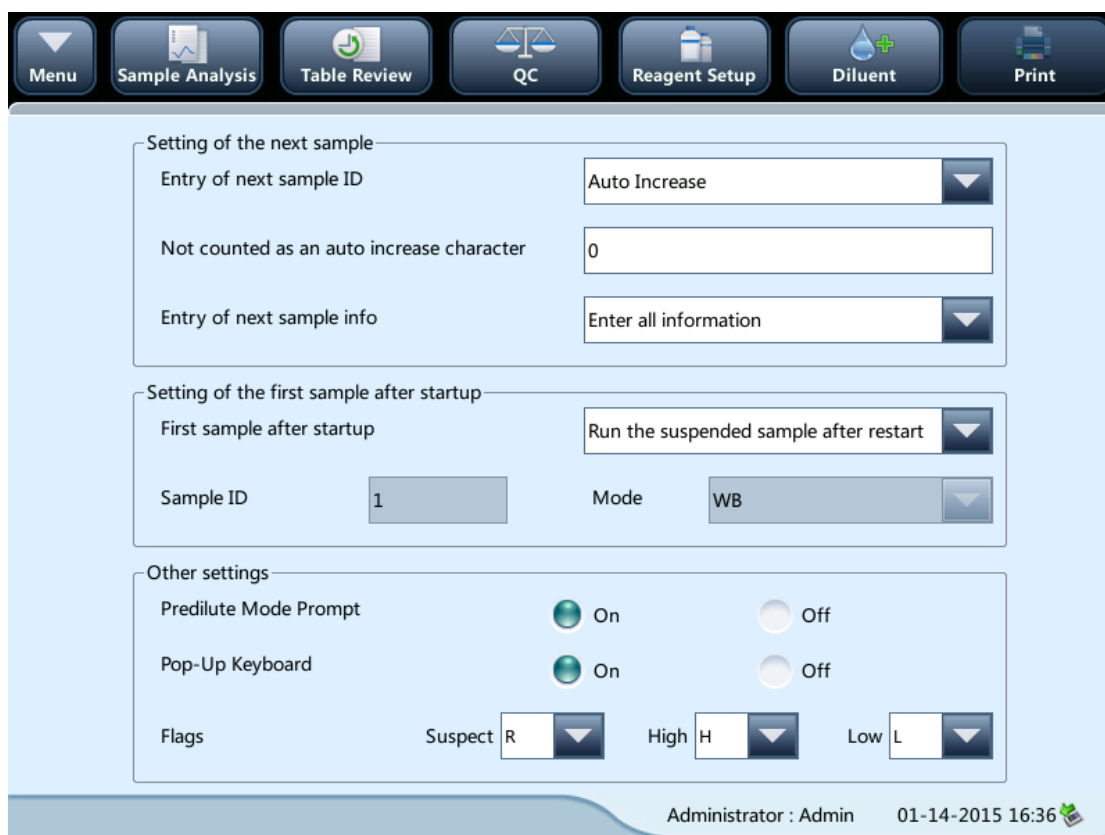 Menu Sample Analysis Table Review QC Reagent Setup Diluent Print
Setting of the next sample
Entry of next sample ID Auto Increase
Not counted as an auto increase character 0
Entry of next sample info Enter all information
Setting of the first sample after startup
First sample after startup Run the suspended sample after restart
Sample ID 1 Mode WB
Other settings
Predilute Mode Prompt On Off
Pop-Up Keyboard On Off
Flags Suspect R High H Low L
Administrator : Admin 01-14-2015 16:36